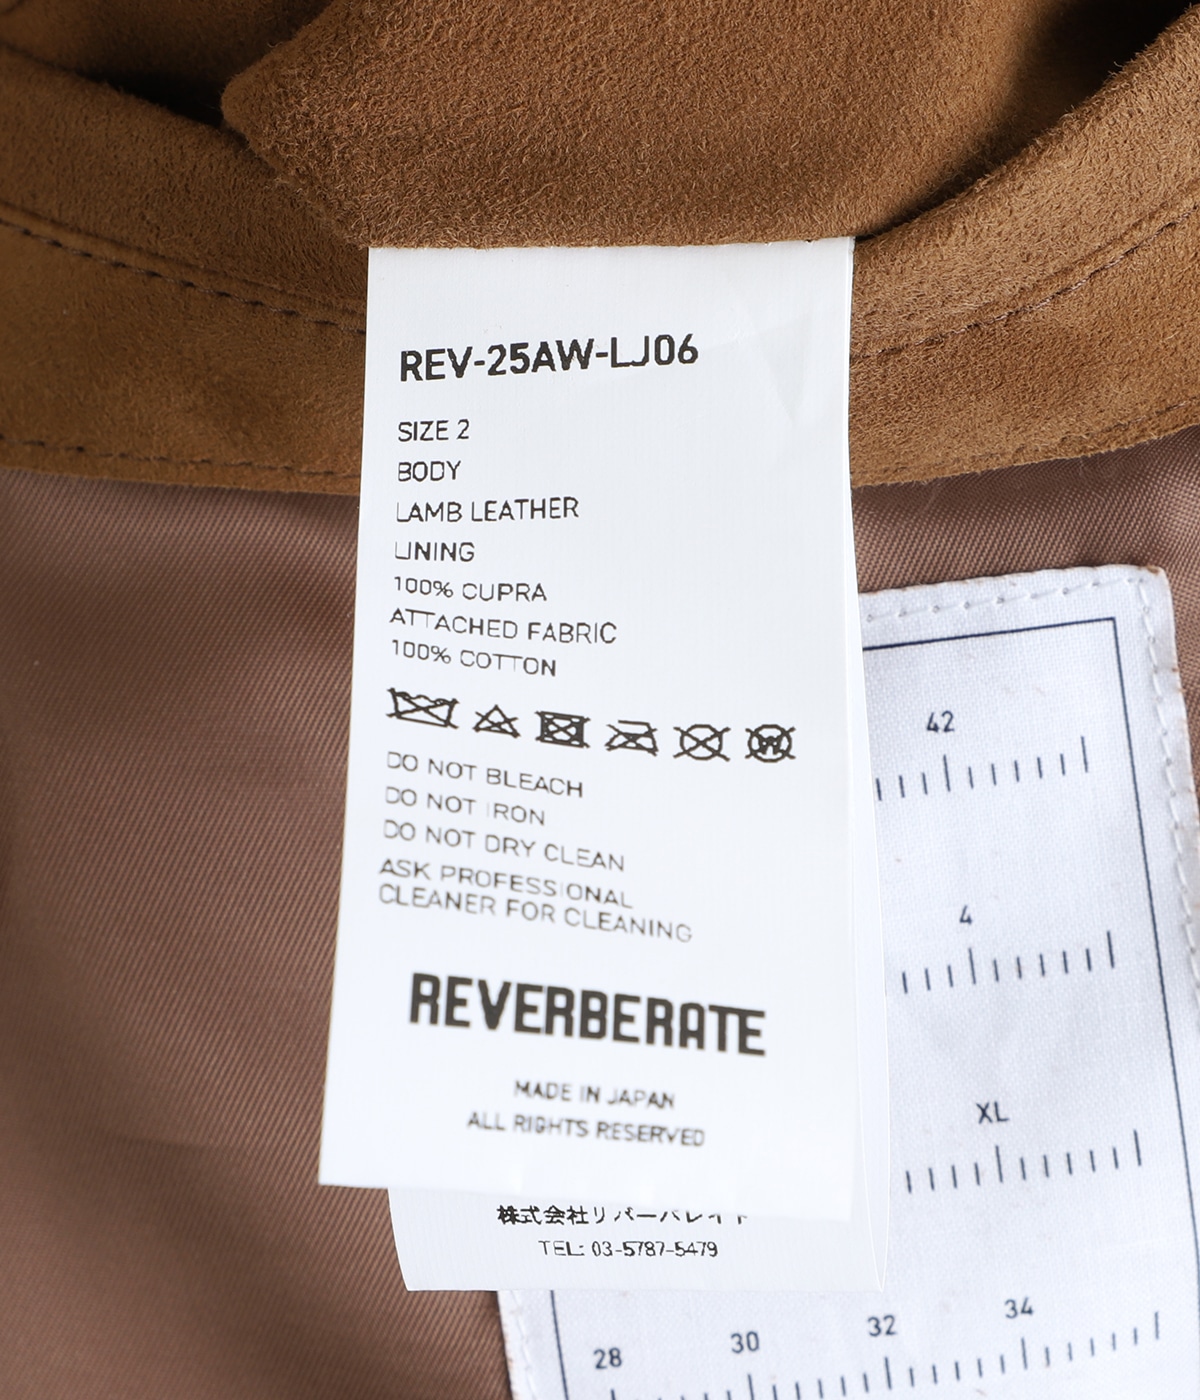 REV-25AW-LJ06
SIZE 2
BODY
LAMB LEATHER
LINING
100% CUPRA
ATTACHED FABRIC
100% COTTON
W
DO NOT BLEACH
DO NOT IRON
DO NOT DRY CLEAN
ASK PROFESSIONAL
CLEANER FOR CLEANING
REVERBERATE
MADE IN JAPAN
ALL RIGHTS RESERVED
株式会社リバーバレイト
TEL: 03-5787-5479
42
4
XL
28 30 32 34